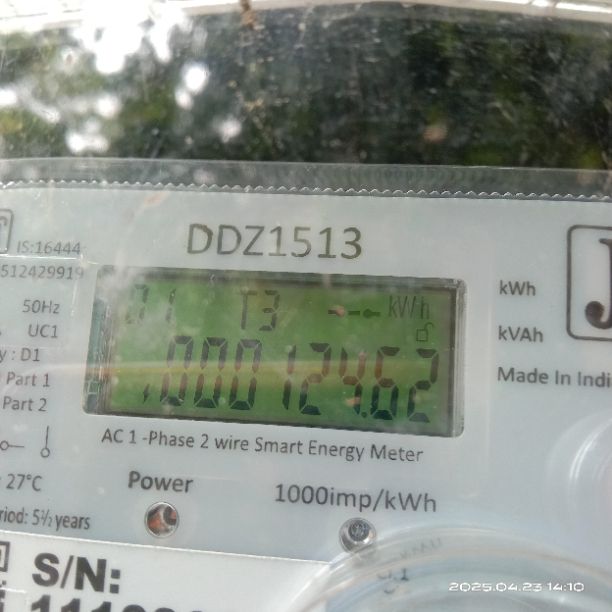 DDZ1513
IS:16444
512429919
01 T3 kWh
000124.62
kWh
50Hz
UC1
kVAh
: D1
Part 1
Made In Indi
Part 2
AC 1 -Phase 2 wire Smart Energy Meter
27°C
Power
1000imp/kWh
riod: 5½ years
S/N:
2025.04.23 14:10